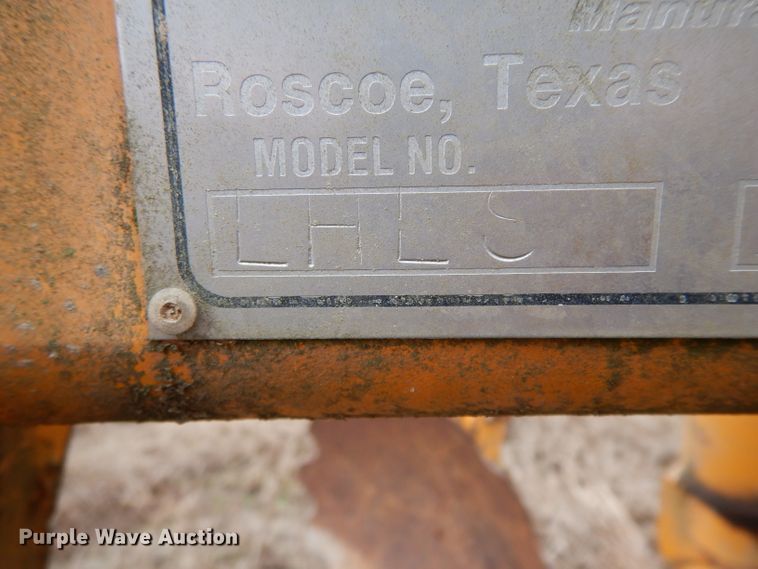 Roscoe, Texas
MODEL NO.
LHLS
Purple Wave Auction